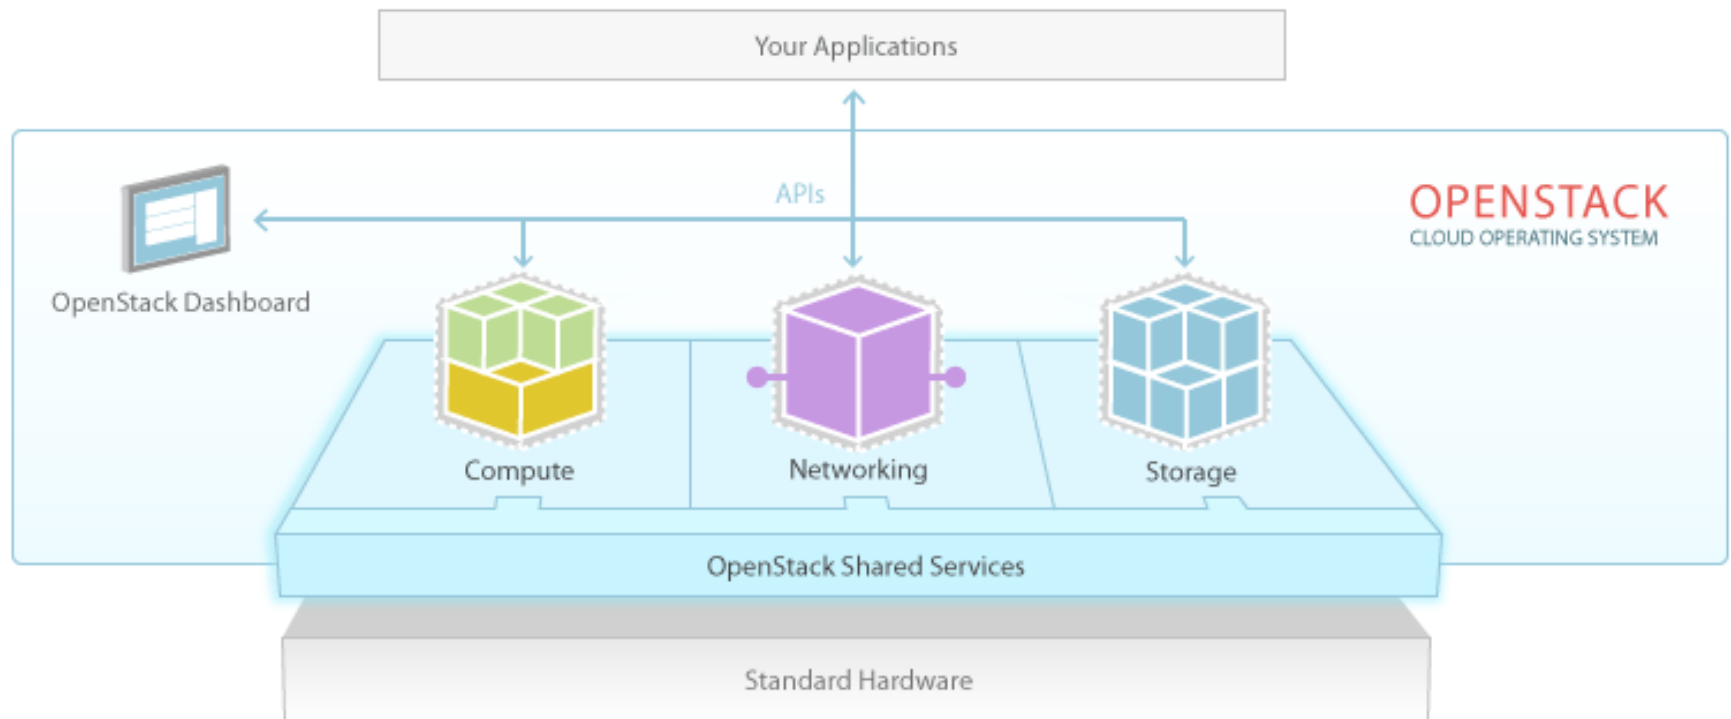 Your Applications
APIs
OPENSTACK
CLOUD OPERATING SYSTEM
OpenStack Dashboard
Compute
Networking
Storage
OpenStack Shared Services
Standard Hardware